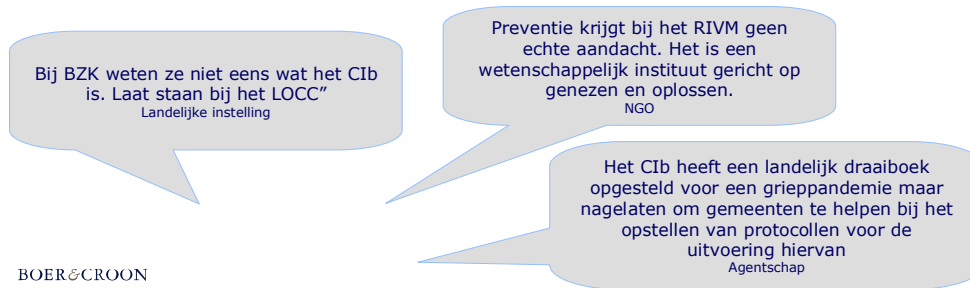 Bij BZK weten ze niet eens wat het CIb
is. Laat staan bij het LOCC”
Landelijke instelling
Preventie krijgt bij het RIVM geen
echte aandacht. Het is een
wetenschappelijk instituut gericht op
genezen en oplossen.
NGO
Het CIb heeft een landelijk draaiboek
opgesteld voor een grieppandemie maar
nagelaten om gemeenten te helpen bij het
opstellen van protocollen voor de
uitvoering hiervan
Agentschap
BOER&CROON